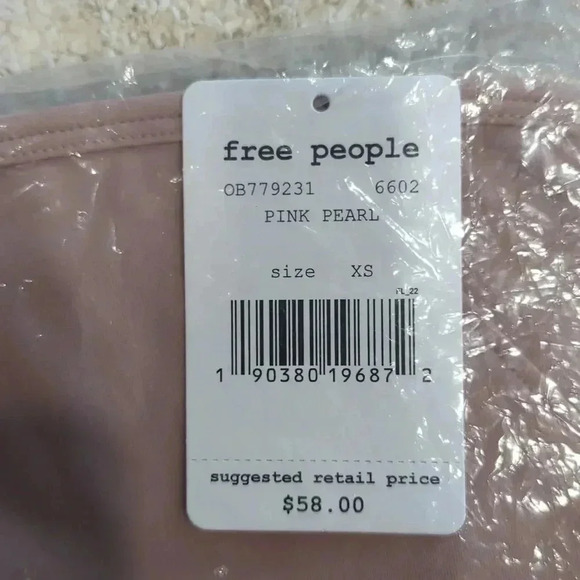 free people
OB779231 6602
PINK PEARL
size XS
FL_22
1 90380 19687 2
suggested retail price
$58.00